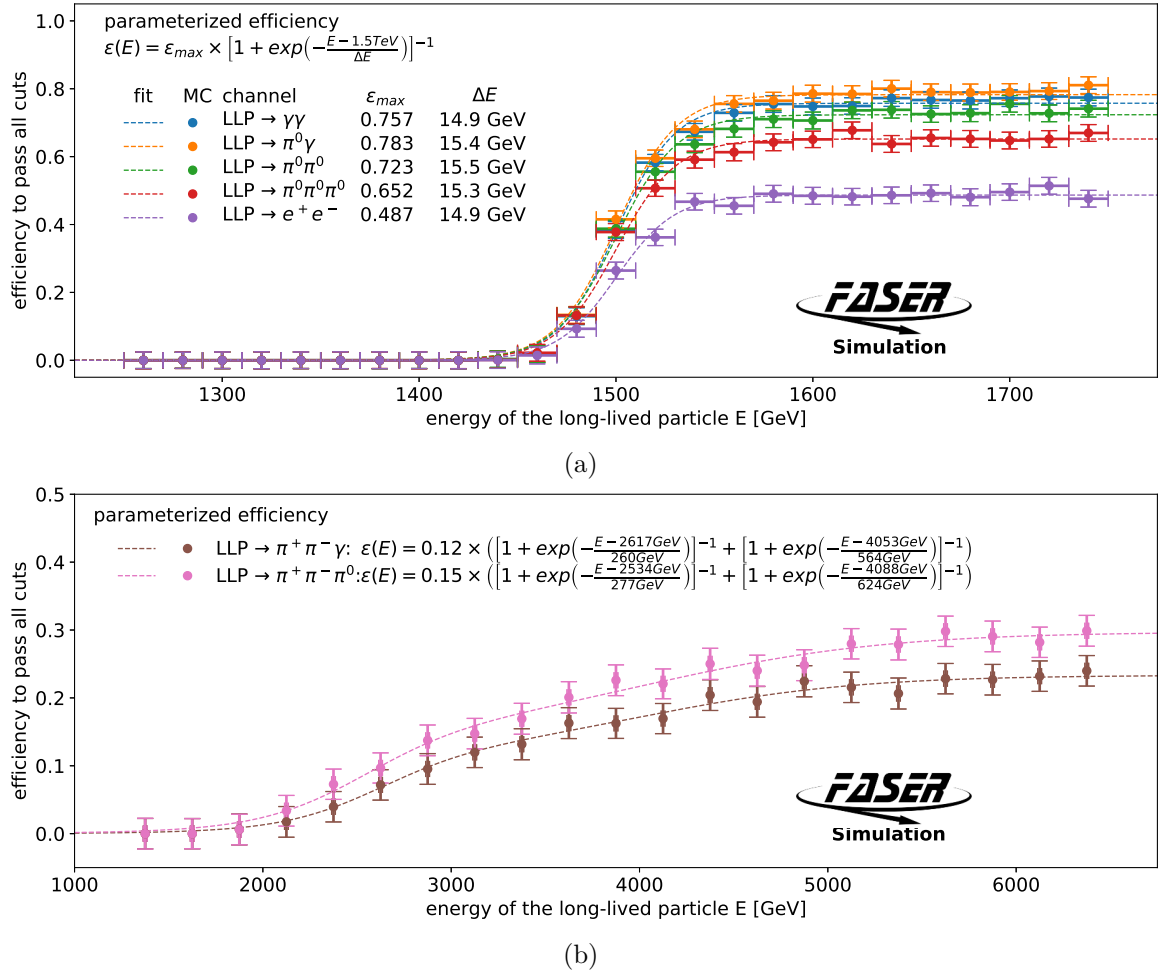 parameterized efficiency
ε(E) = ε_max × [1 + exp(−(E−1.5TeV)/ΔE)]⁻¹
fit MC channel ε_max ΔE
LLP → γγ 0.757 14.9 GeV
LLP → π⁰γ 0.783 15.4 GeV
LLP → π⁰π⁰ 0.723 15.5 GeV
LLP → π⁰π⁰π⁰ 0.652 15.3 GeV
LLP → e⁺e⁻ 0.487 14.9 GeV
efficiency to pass all cuts
1.0
0.8
0.6
0.4
0.2
0.0
FASER
Simulation
1300 1400 1500 1600 1700
energy of the long-lived particle E [GeV]
(a)
parameterized efficiency
LLP → π⁺π⁻γ: ε(E) = 0.12 × ([1 + exp(−(E−2617GeV)/260GeV)]⁻¹ + [1 + exp(−(E−4053GeV)/564GeV)]⁻¹)
LLP → π⁺π⁻π⁰:ε(E) = 0.15 × ([1 + exp(−(E−2534GeV)/277GeV)]⁻¹ + [1 + exp(−(E−4088GeV)/624GeV)]⁻¹)
efficiency to pass all cuts
0.5
0.4
0.3
0.2
0.1
0.0
FASER
Simulation
1000 2000 3000 4000 5000 6000
energy of the long-lived particle E [GeV]
(b)